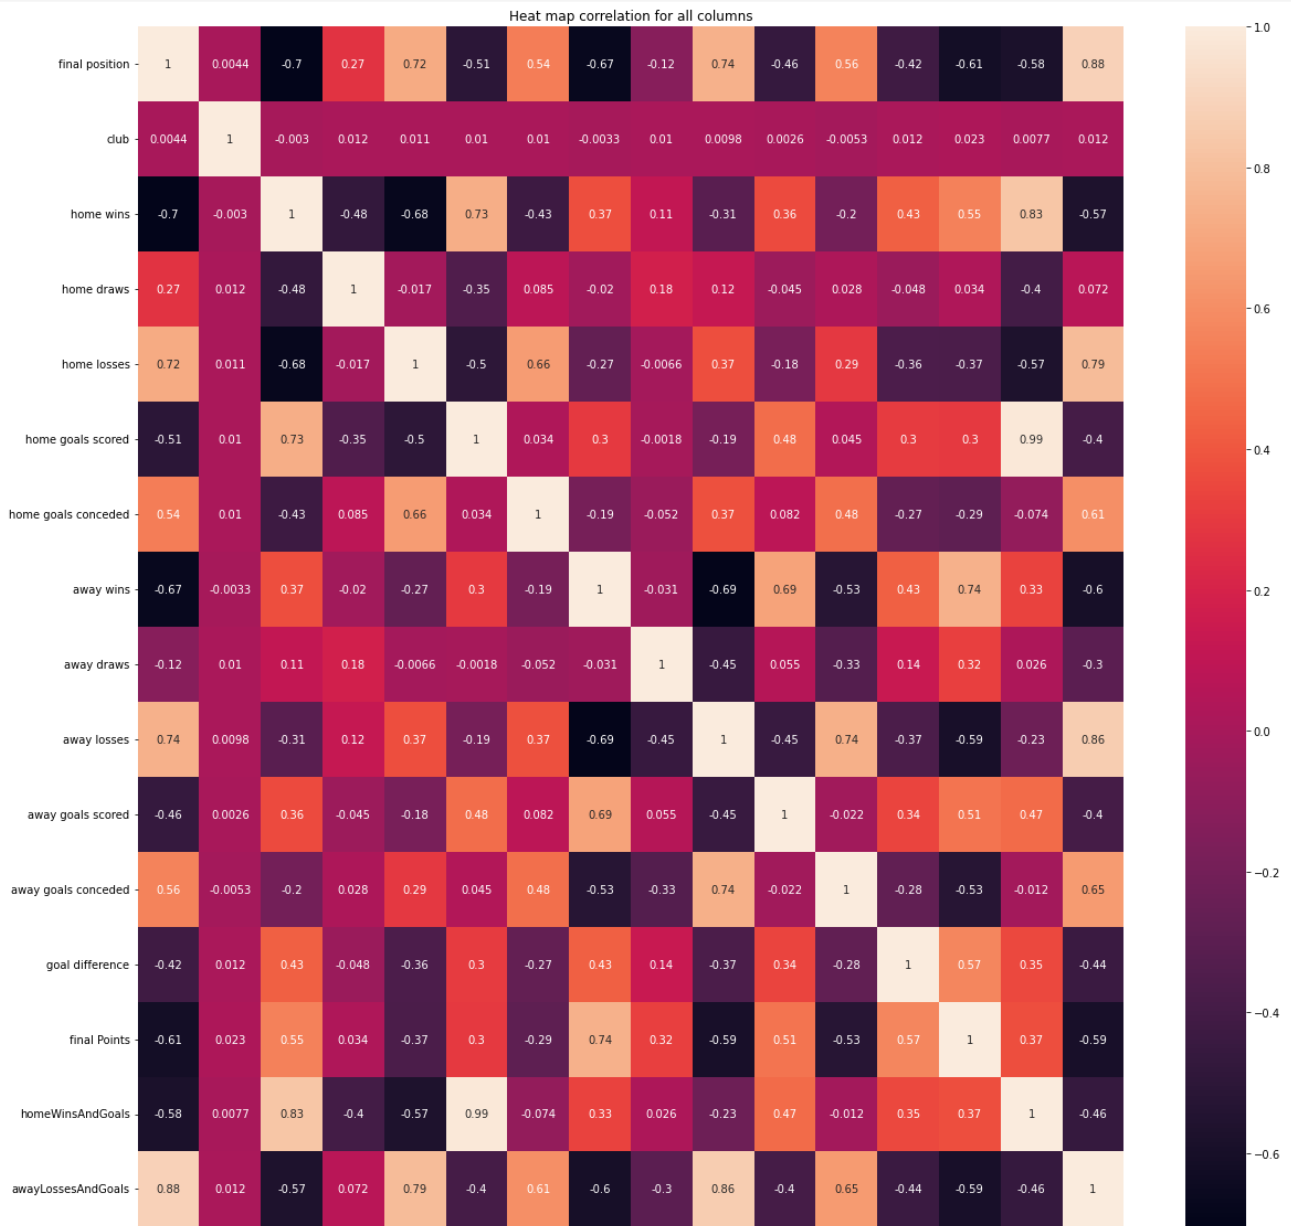 Heat map correlation for all columns
final position 1 0.0044 -0.7 0.27 0.72 -0.51 0.54 -0.67 -0.12 0.74 -0.46 0.56 -0.42 -0.61 -0.58 0.88
club 0.0044 1 -0.003 0.012 0.011 0.01 0.01 -0.0033 0.01 0.0098 0.0026 -0.0053 0.012 0.023 0.0077 0.012
home wins -0.7 -0.003 1 -0.48 -0.68 0.73 -0.43 0.37 0.11 -0.31 0.36 -0.2 0.43 0.55 0.83 -0.57
home draws 0.27 0.012 -0.48 1 -0.017 -0.35 0.085 -0.02 0.18 0.12 -0.045 0.028 -0.048 0.034 -0.4 0.072
home losses 0.72 0.011 -0.68 -0.017 1 -0.5 0.66 -0.27 -0.0066 0.37 -0.18 0.29 -0.36 -0.37 -0.57 0.79
home goals scored -0.51 0.01 0.73 -0.35 -0.5 1 0.034 0.3 -0.0018 -0.19 0.48 0.045 0.3 0.3 0.99 -0.4
home goals conceded 0.54 0.01 -0.43 0.085 0.66 0.034 1 -0.19 -0.052 0.37 0.082 0.48 -0.27 -0.29 -0.074 0.61
away wins -0.67 -0.0033 0.37 -0.02 -0.27 0.3 -0.19 1 -0.031 -0.69 0.69 -0.53 0.43 0.74 0.33 -0.6
away draws -0.12 0.01 0.11 0.18 -0.0066 -0.0018 -0.052 -0.031 1 -0.45 0.055 -0.33 0.14 0.32 0.026 -0.3
away losses 0.74 0.0098 -0.31 0.12 0.37 -0.19 0.37 -0.69 -0.45 1 -0.45 0.74 -0.37 -0.59 -0.23 0.86
away goals scored -0.46 0.0026 0.36 -0.045 -0.18 0.48 0.082 0.69 0.055 -0.45 1 -0.022 0.34 0.51 0.47 -0.4
away goals conceded 0.56 -0.0053 -0.2 0.028 0.29 0.045 0.48 -0.53 -0.33 0.74 -0.022 1 -0.28 -0.53 -0.012 0.65
goal difference -0.42 0.012 0.43 -0.048 -0.36 0.3 -0.27 0.43 0.14 -0.37 0.34 -0.28 1 0.57 0.35 -0.44
final Points -0.61 0.023 0.55 0.034 -0.37 0.3 -0.29 0.74 0.32 -0.59 0.51 -0.53 0.57 1 0.37 -0.59
homeWinsAndGoals -0.58 0.0077 0.83 -0.4 -0.57 0.99 -0.074 0.33 0.026 -0.23 0.47 -0.012 0.35 0.37 1 -0.46
awayLossesAndGoals 0.88 0.012 -0.57 0.072 0.79 -0.4 0.61 -0.6 -0.3 0.86 -0.4 0.65 -0.44 -0.59 -0.46 1
1.0
0.8
0.6
0.4
0.2
0.0
−0.2
−0.4
−0.6